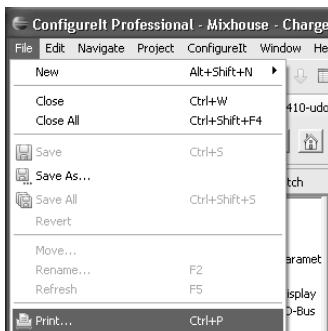 ConfigureIt Professional - Mixhouse - Charge
File Edit Navigate Project ConfigureIt Window He
New Alt+Shift+N
Close Ctrl+W
410-udo
Close All Ctrl+Shift+F4
Save Ctrl+S
Save As...
tch
Save All Ctrl+Shift+S
Revert
Move...
aramet
Rename... F2
Refresh F5
isplay
D-Bus
Print... Ctrl+P